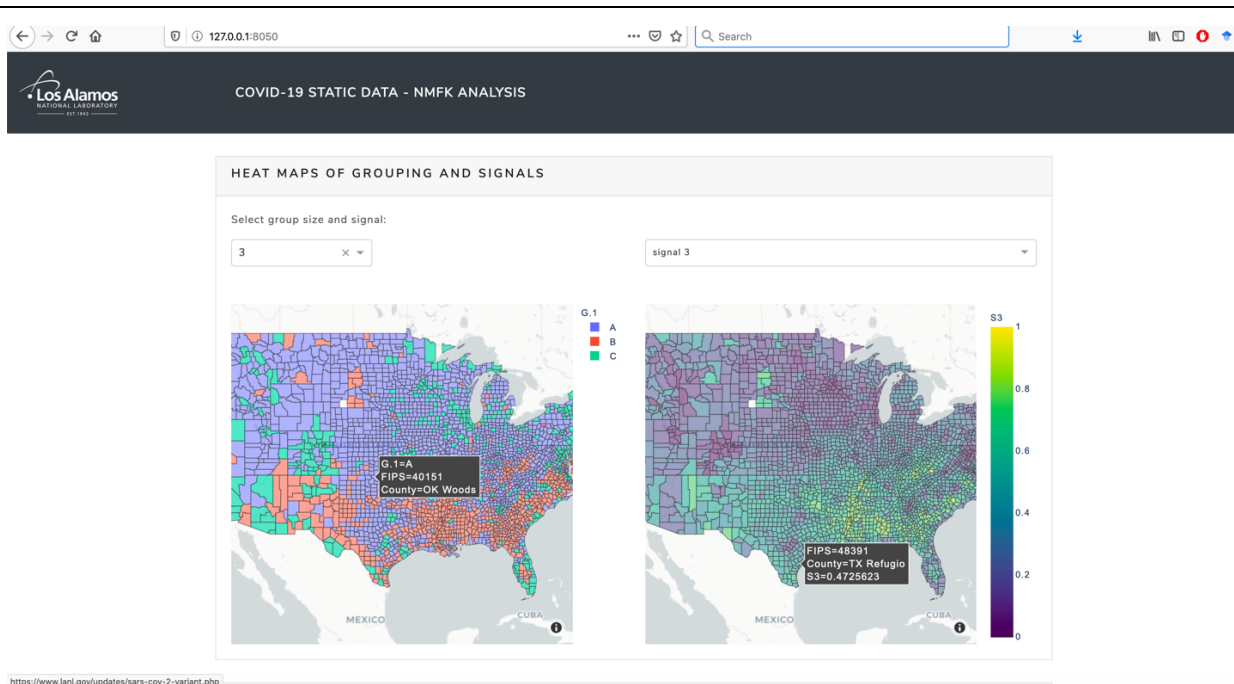 127.0.0.1:8050
Search
Los Alamos
NATIONAL LABORATORY
EST.1943
COVID-19 STATIC DATA - NMFK ANALYSIS
HEAT MAPS OF GROUPING AND SIGNALS
Select group size and signal:
3
signal 3
G.1
A
B
C
G.1=A
FIPS=40151
County=OK Woods
MEXICO
CUBA
S3
1
0.8
0.6
0.4
0.2
0
FIPS=48391
County=TX Refugio
S3=0.4725623
MEXICO
CUBA
https://www.lanl.gov/updates/sars-cov-2-variant.php